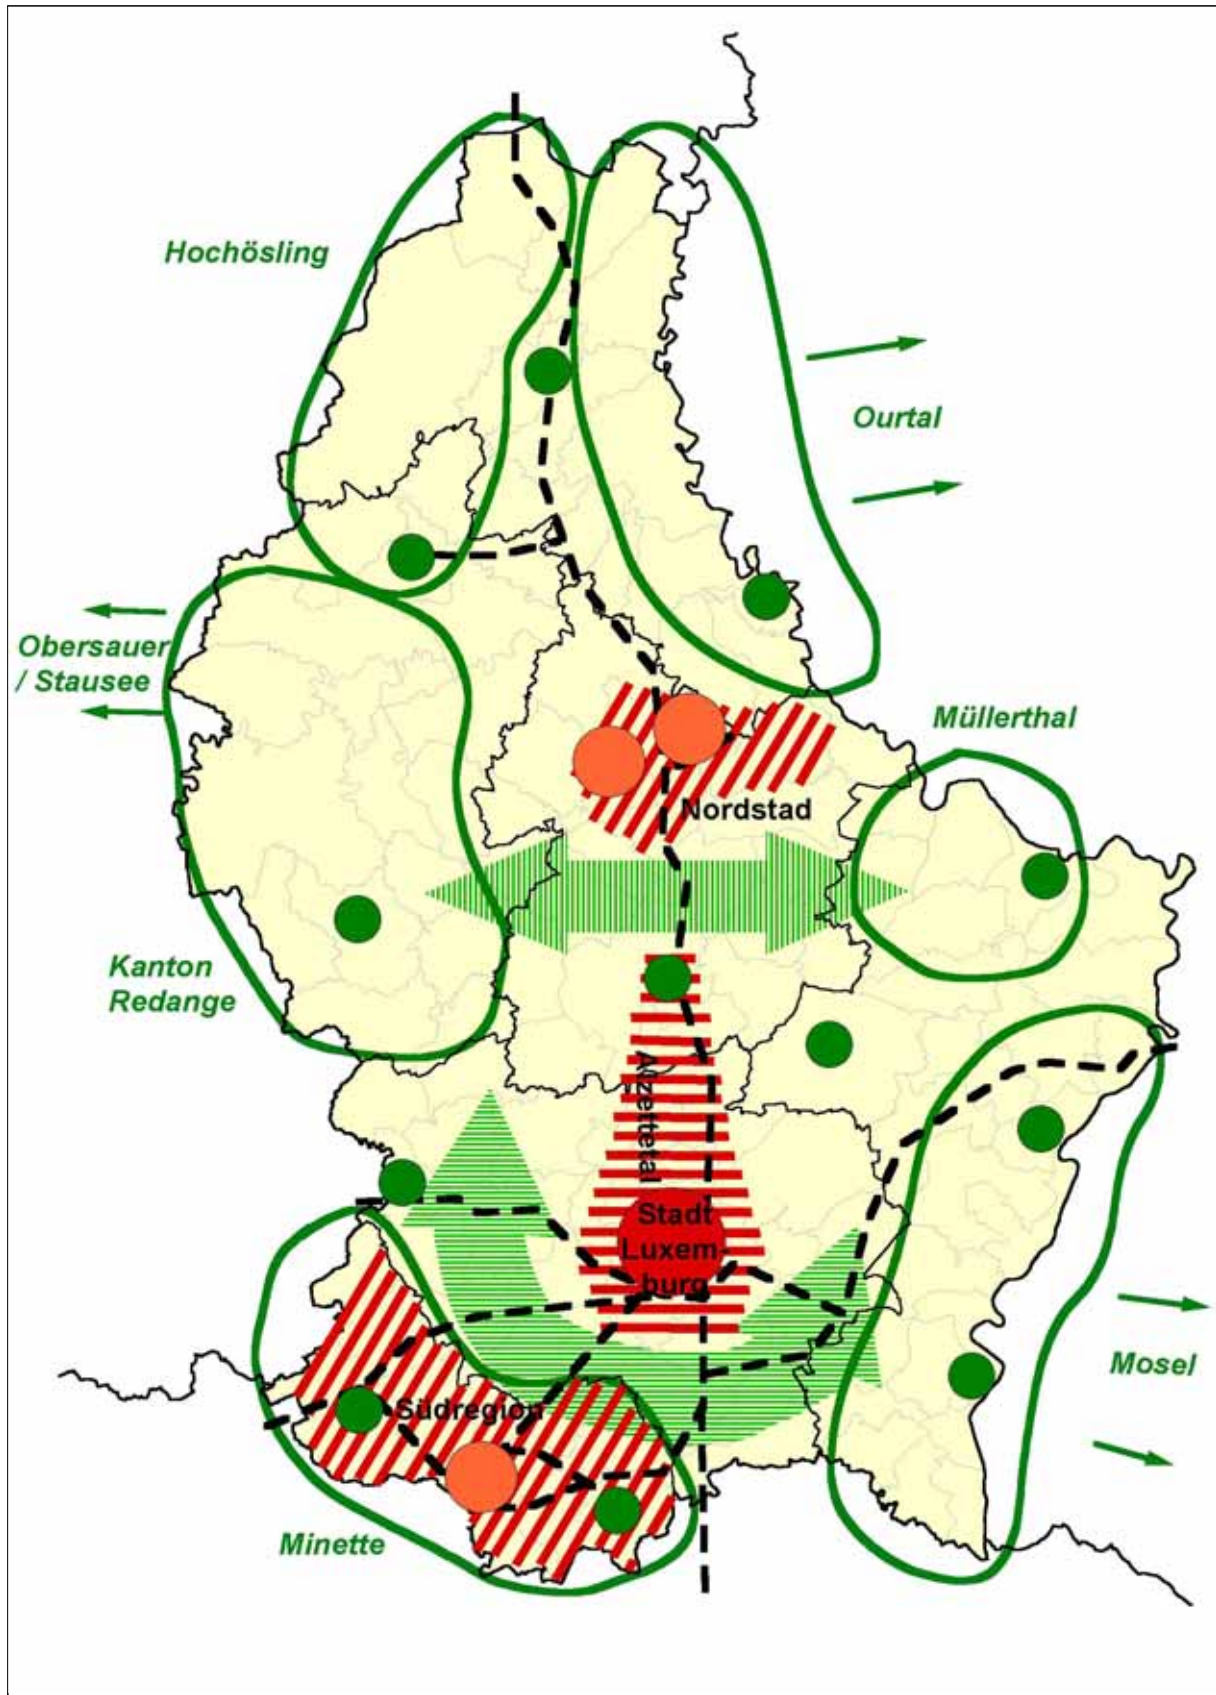 Hochösling
Ourtal
Obersauer
/ Stausee
Müllerthal
Nordstad
Kanton
Redange
Alzettetal
Stadt
Luxem-
burg
Mosel
Südregion
Minette